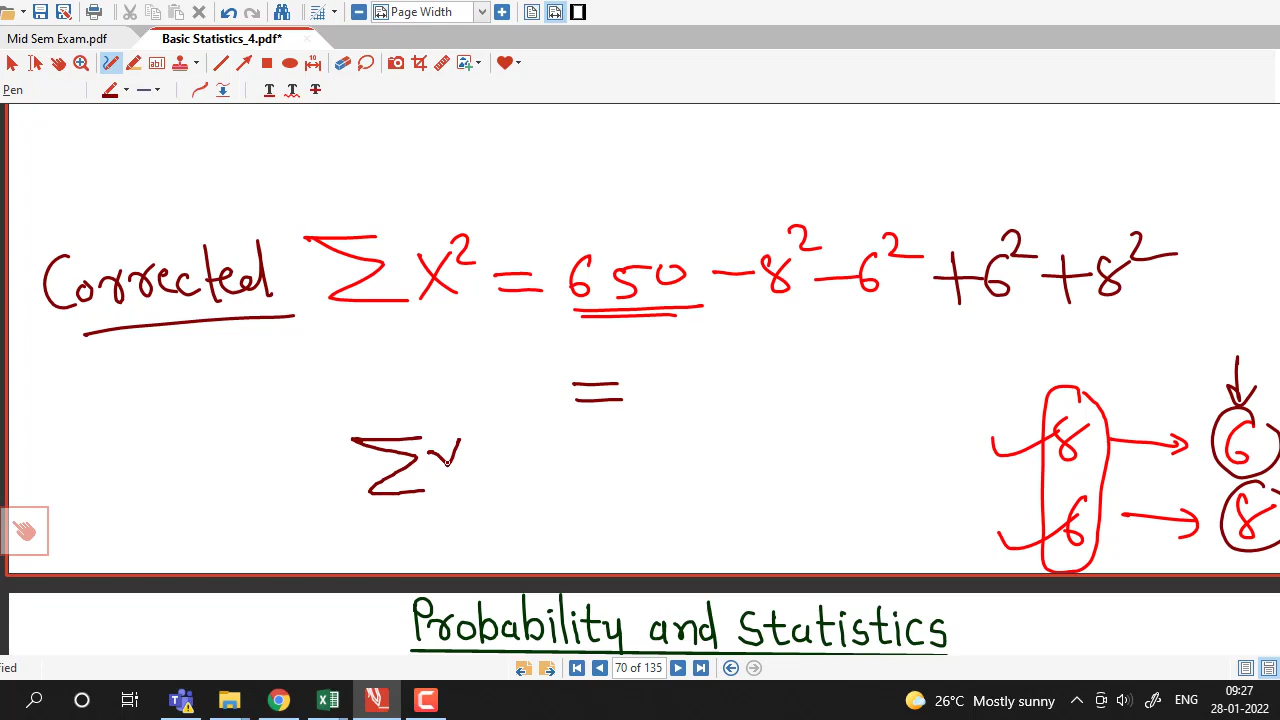 Page Width
Mid Sem Exam.pdf Basic Statistics_4.pdf*
Pen
Corrected ∑X² = 650 - 8² - 6² + 6² + 8²
=
8 → 6
∑
6 → 8
Probability and Statistics
fied 70 of 135
26°C Mostly sunny ENG 09:27
28-01-2022